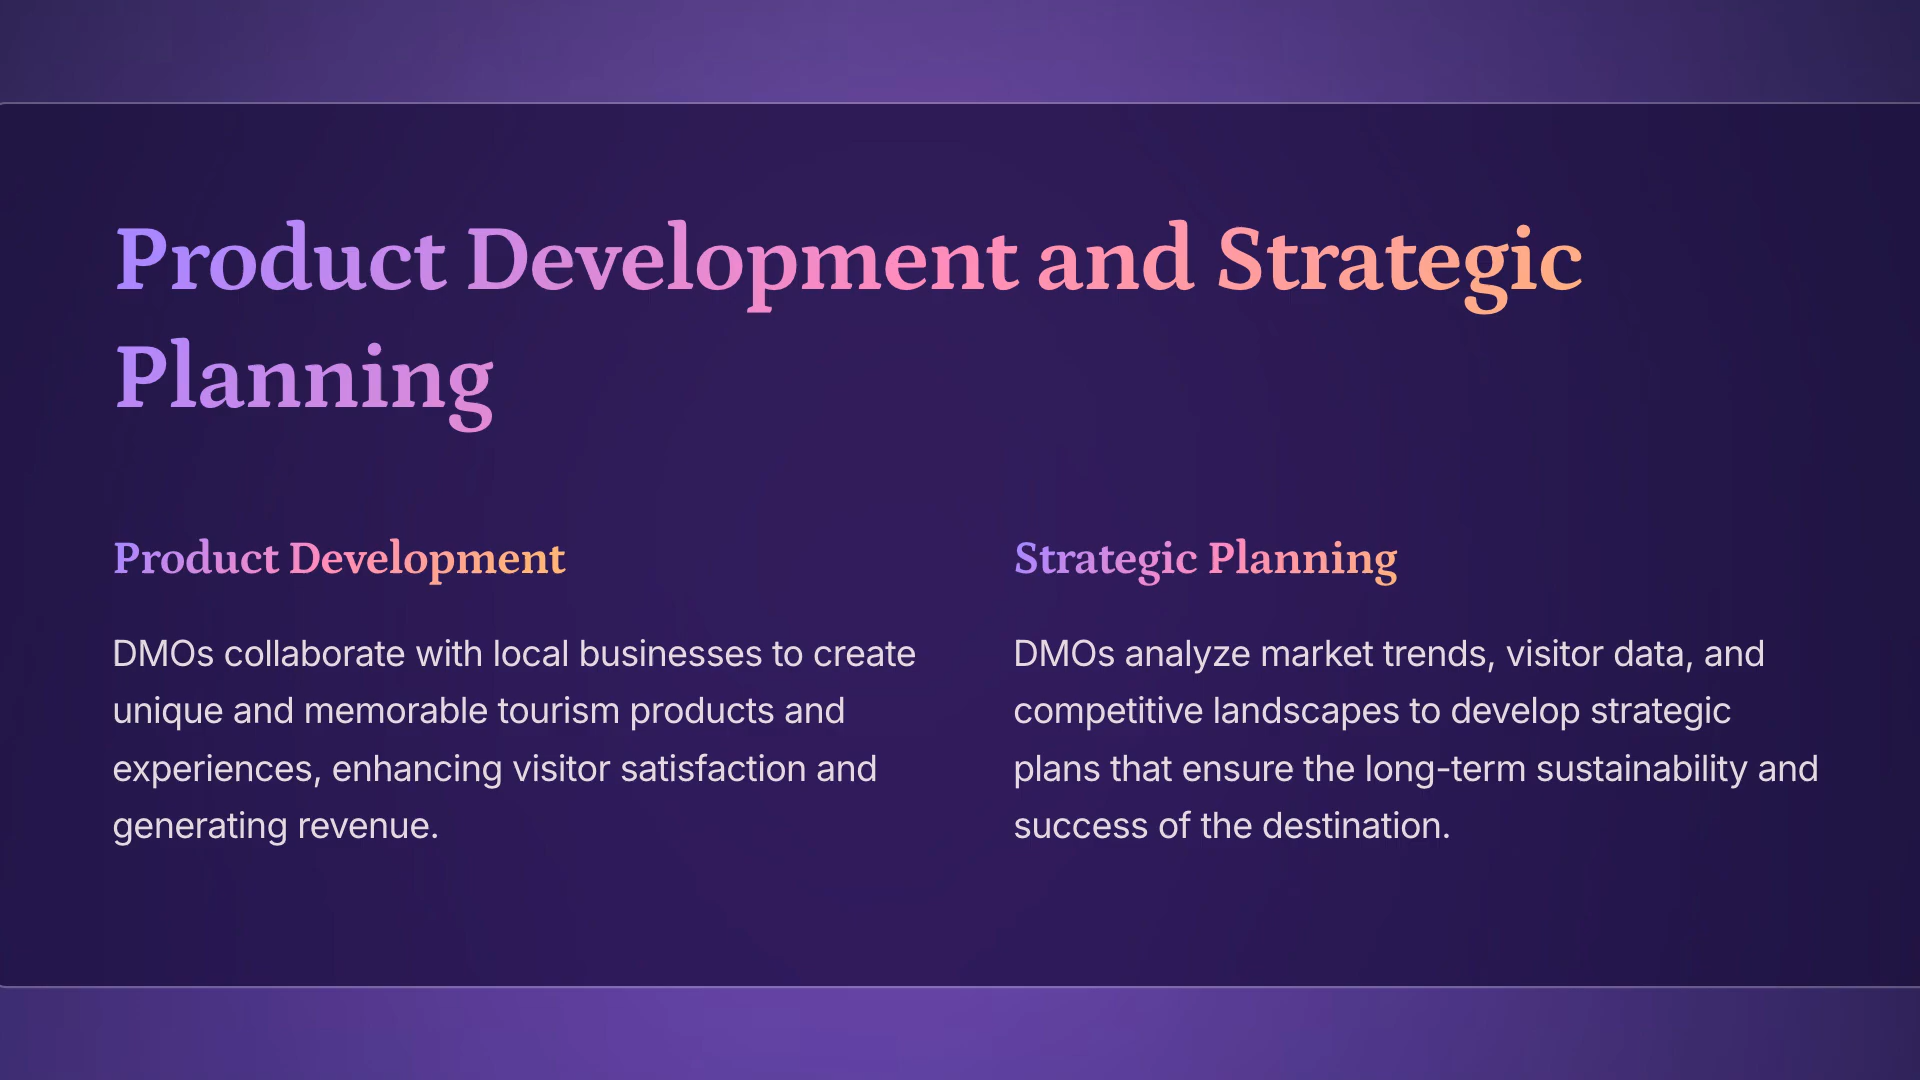 Product Development and Strategic
Planning
Product Development
DMOs collaborate with local businesses to create
unique and memorable tourism products and
experiences, enhancing visitor satisfaction and
generating revenue.
Strategic Planning
DMOs analyze market trends, visitor data, and
competitive landscapes to develop strategic
plans that ensure the long-term sustainability and
success of the destination.